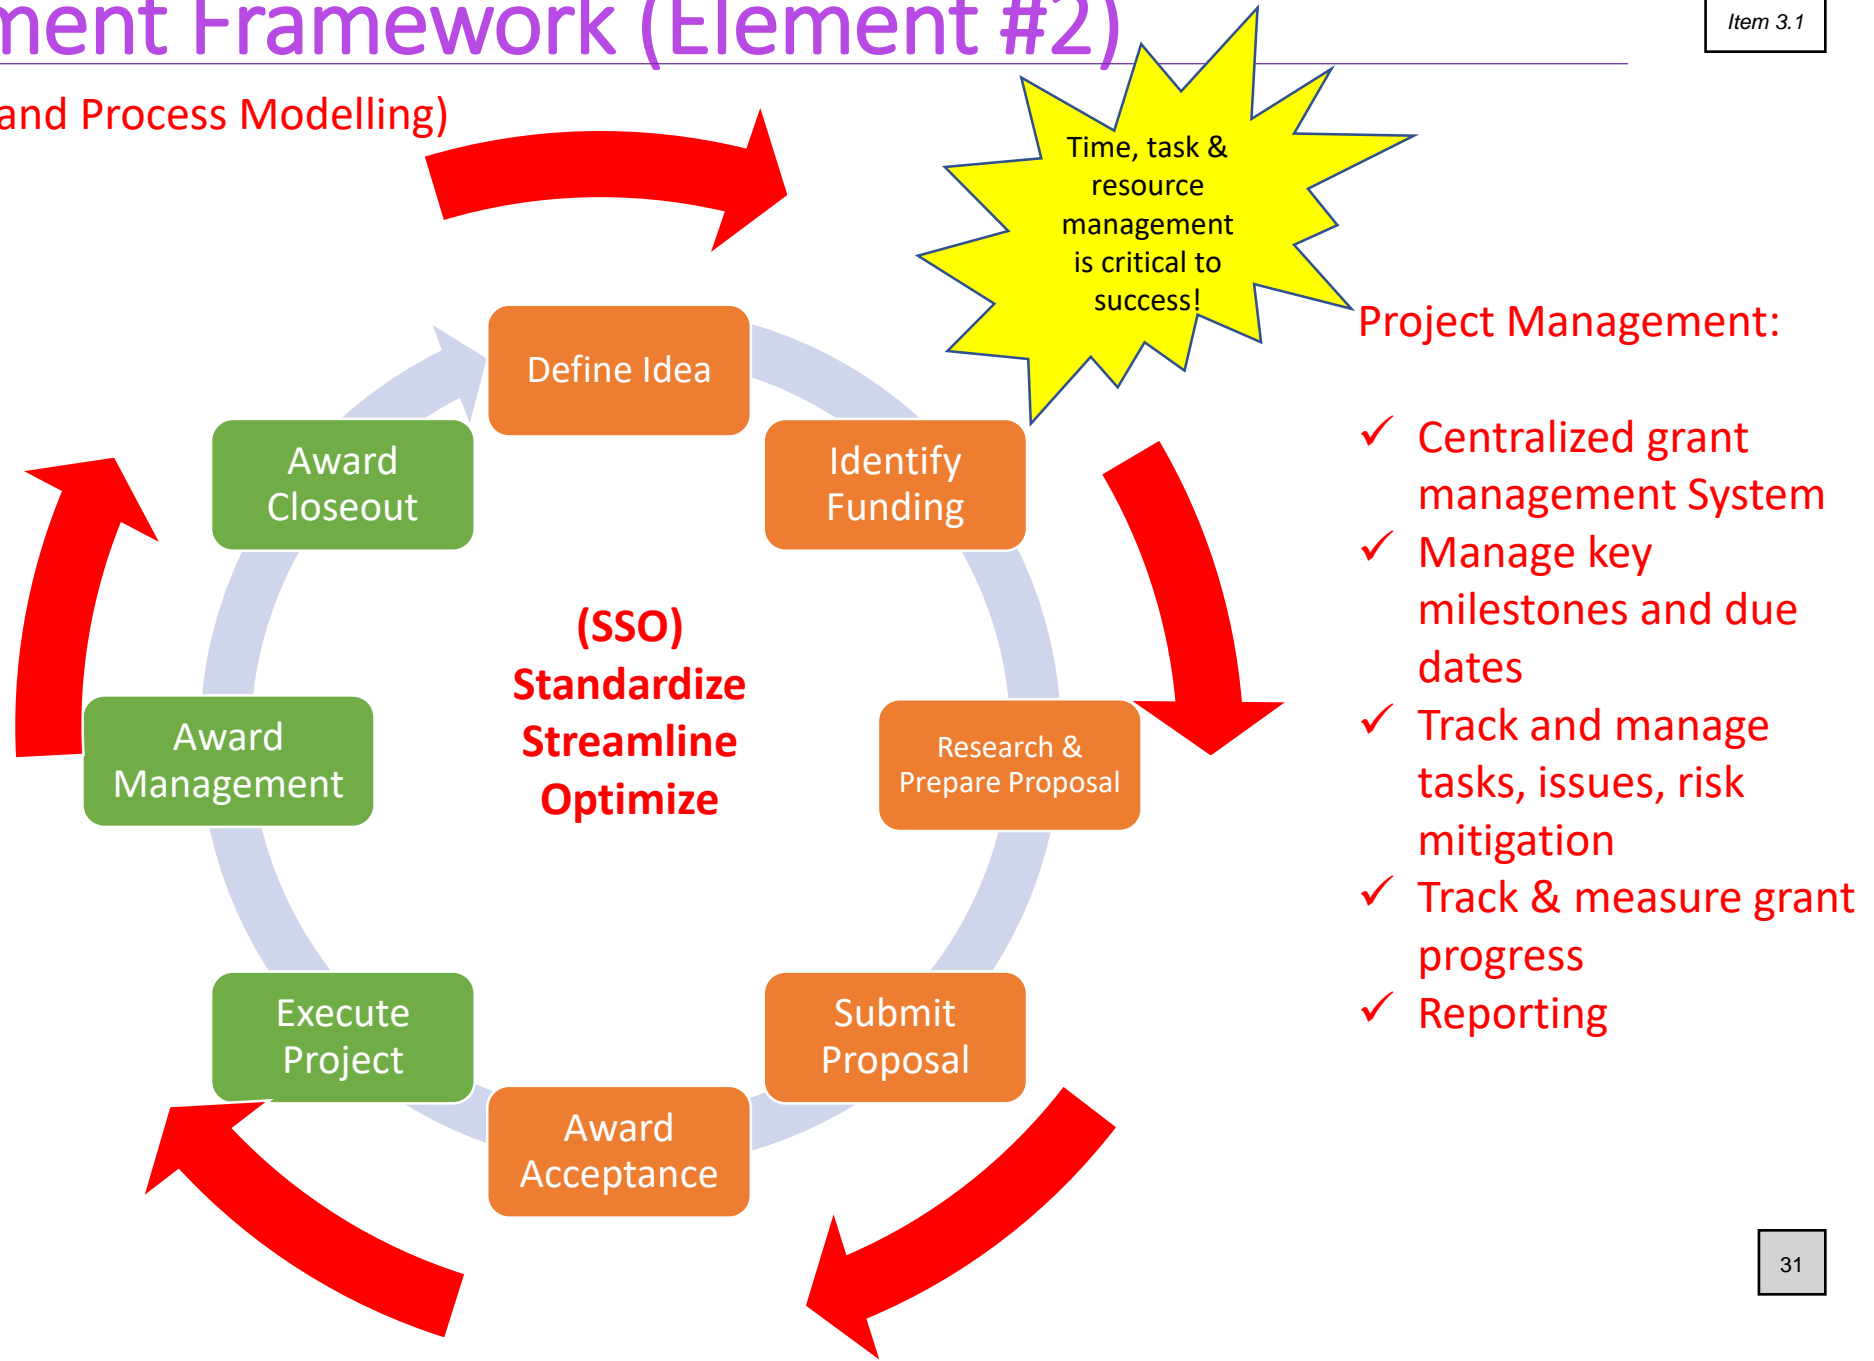 ment Framework (Element #2)
Item 3.1
and Process Modelling)
Time, task &
resource
management
is critical to
success!
Define Idea
Identify
Funding
Research &
Prepare Proposal
Submit
Proposal
Award
Acceptance
Execute
Project
Award
Management
Award
Closeout
(SSO)
Standardize
Streamline
Optimize
Project Management:
✓ Centralized grant
management System
✓ Manage key
milestones and due
dates
✓ Track and manage
tasks, issues, risk
mitigation
✓ Track & measure grant
progress
✓ Reporting
31